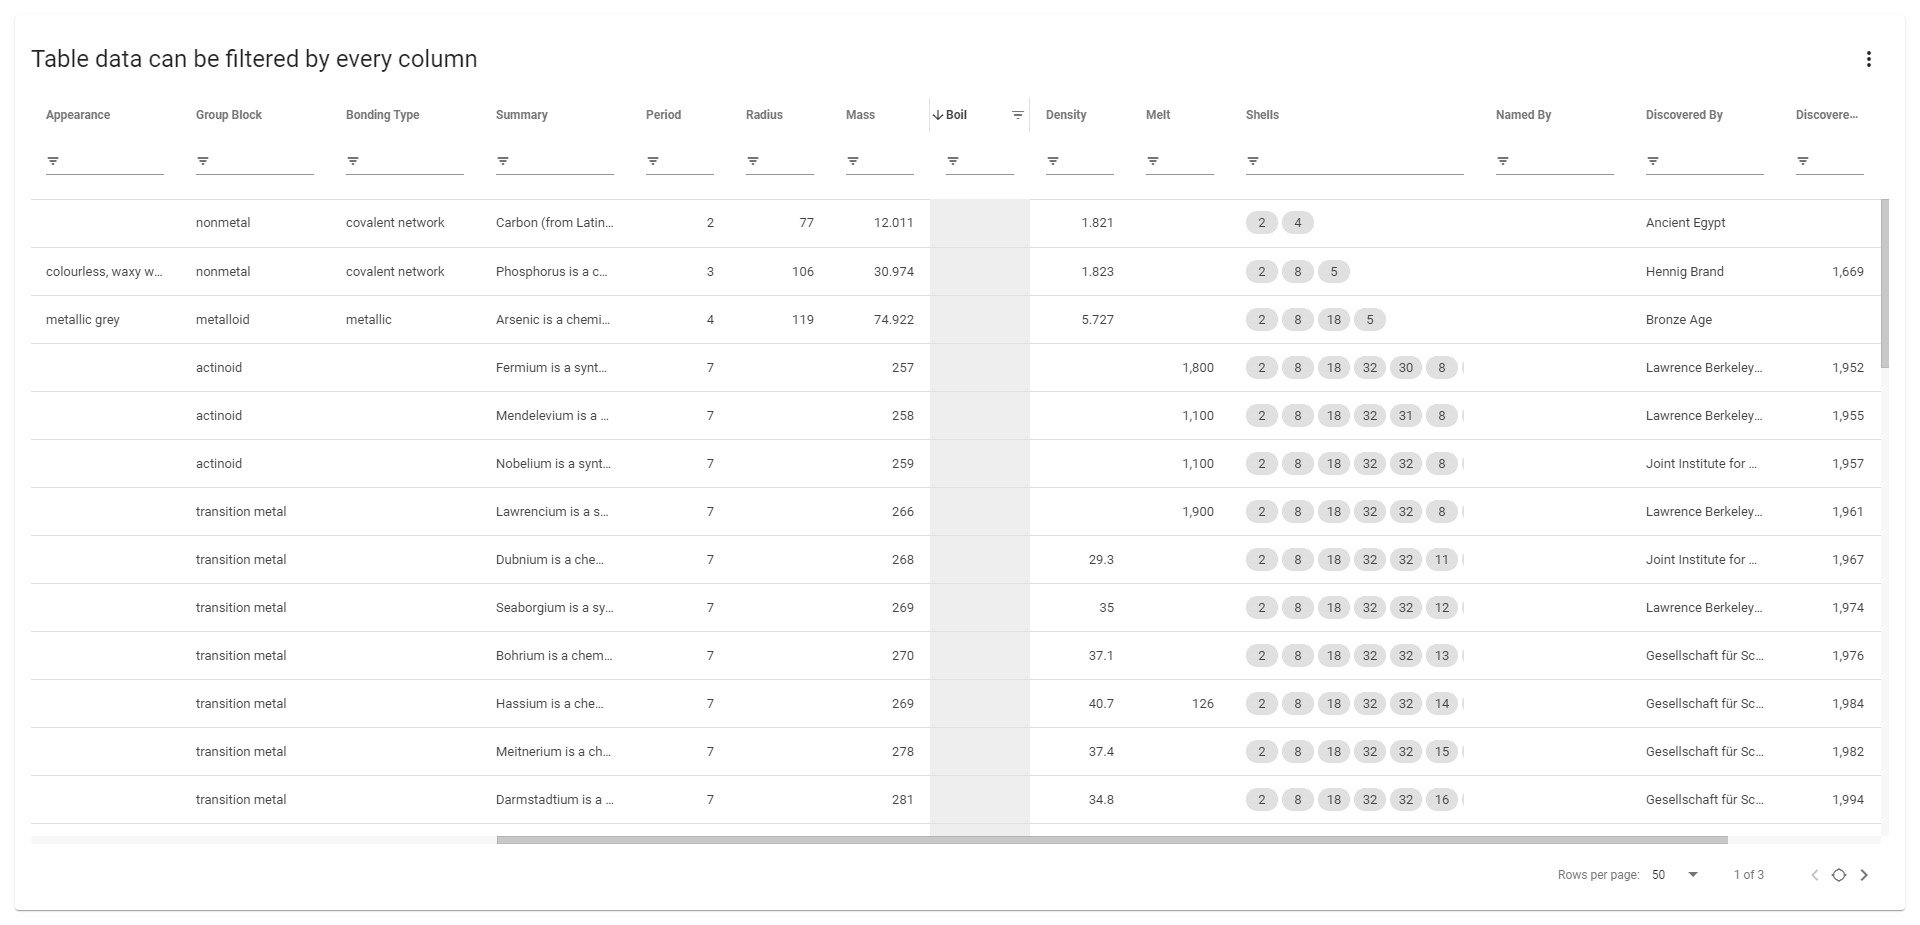 Table data can be filtered by every column
Appearance Group Block Bonding Type Summary Period Radius Mass Boil Density Melt Shells Named By Discovered By Discovere...
nonmetal covalent network Carbon (from Latin... 2 77 12.011 1.821 2 4 Ancient Egypt
colourless, waxy w... nonmetal covalent network Phosphorus is a c... 3 106 30.974 1.823 2 8 5 Hennig Brand 1,669
metallic grey metalloid metallic Arsenic is a chemi... 4 119 74.922 5.727 2 8 18 5 Bronze Age
actinoid Fermium is a synt... 7 257 1,800 2 8 18 32 30 8 Lawrence Berkeley... 1,952
actinoid Mendelevium is a ... 7 258 1,100 2 8 18 32 31 8 Lawrence Berkeley... 1,955
actinoid Nobelium is a synt... 7 259 1,100 2 8 18 32 32 8 Joint Institute for ... 1,957
transition metal Lawrencium is a s... 7 266 1,900 2 8 18 32 32 8 Lawrence Berkeley... 1,961
transition metal Dubnium is a che... 7 268 29.3 2 8 18 32 32 11 Joint Institute for ... 1,967
transition metal Seaborgium is a sy... 7 269 35 2 8 18 32 32 12 Lawrence Berkeley... 1,974
transition metal Bohrium is a chem... 7 270 37.1 2 8 18 32 32 13 Gesellschaft für Sc... 1,976
transition metal Hassium is a che... 7 269 40.7 126 2 8 18 32 32 14 Gesellschaft für Sc... 1,984
transition metal Meitnerium is a ch... 7 278 37.4 2 8 18 32 32 15 Gesellschaft für Sc... 1,982
transition metal Darmstadtium is a ... 7 281 34.8 2 8 18 32 32 16 Gesellschaft für Sc... 1,994
Rows per page: 50 1 of 3